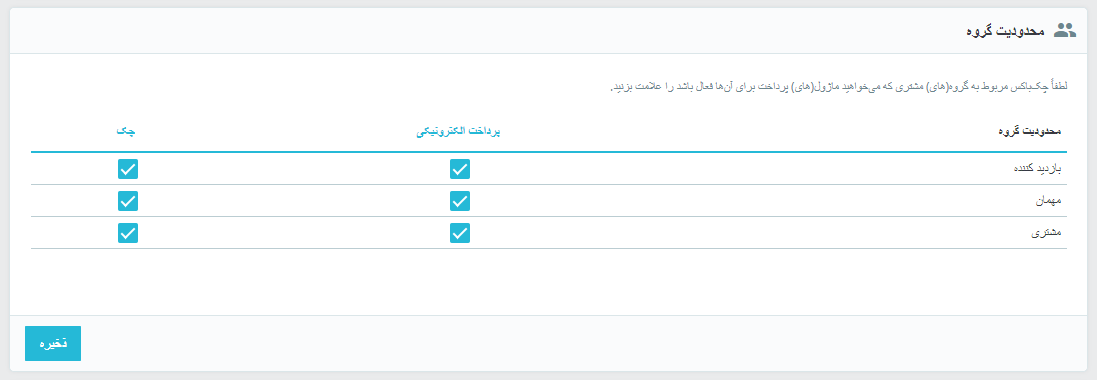 محدودیت گروه
لطفاً چک‌باکس مربوط به گروه(های) مشتری که می‌خواهید ماژول(های) پرداخت برای آن‌ها فعال باشد را علامت بزنید.
محدودیت گروه پرداخت الکترونیکی چک
بازدید کننده
مهمان
مشتری
ذخیره